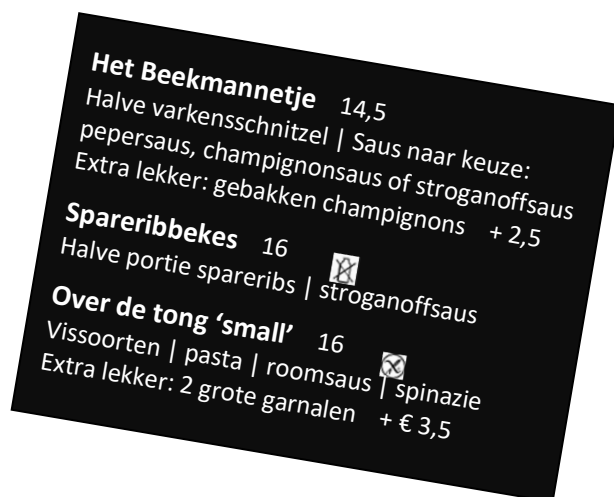 Het Beekmannetje 14,5
Halve varkensschnitzel | Saus naar keuze:
pepersaus, champignonsaus of stroganoffsaus
Extra lekker: gebakken champignons + 2,5
Spareribbekes 16
Halve portie spareribs | stroganoffsaus
Over de tong ‘small’ 16
Vissoorten | pasta | roomsaus | spinazie
Extra lekker: 2 grote garnalen + € 3,5